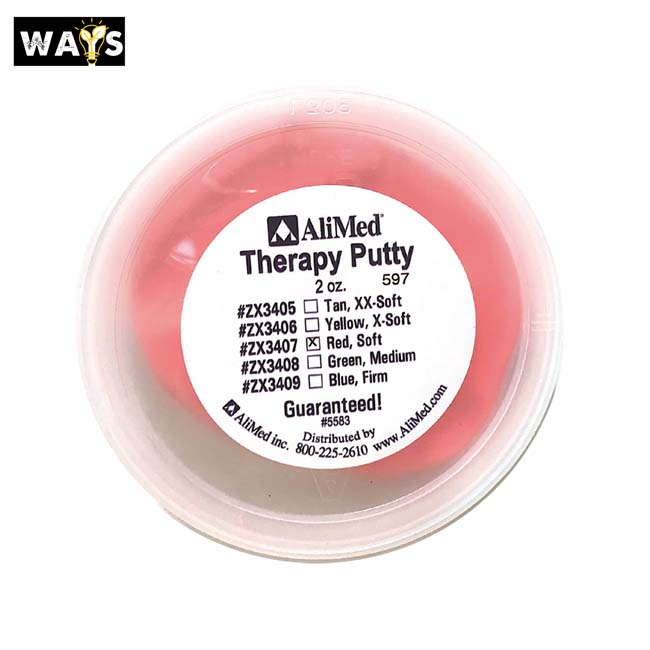 WAYS
AliMed®
Therapy Putty
2 oz. 597
#ZX3405 Tan, XX-Soft
#ZX3406 Yellow, X-Soft
#ZX3407 x Red, Soft
#ZX3408 Green, Medium
#ZX3409 Blue, Firm
Guaranteed!
#5583
Distributed by
AliMed inc. 800-225-2610 www.AliMed.com